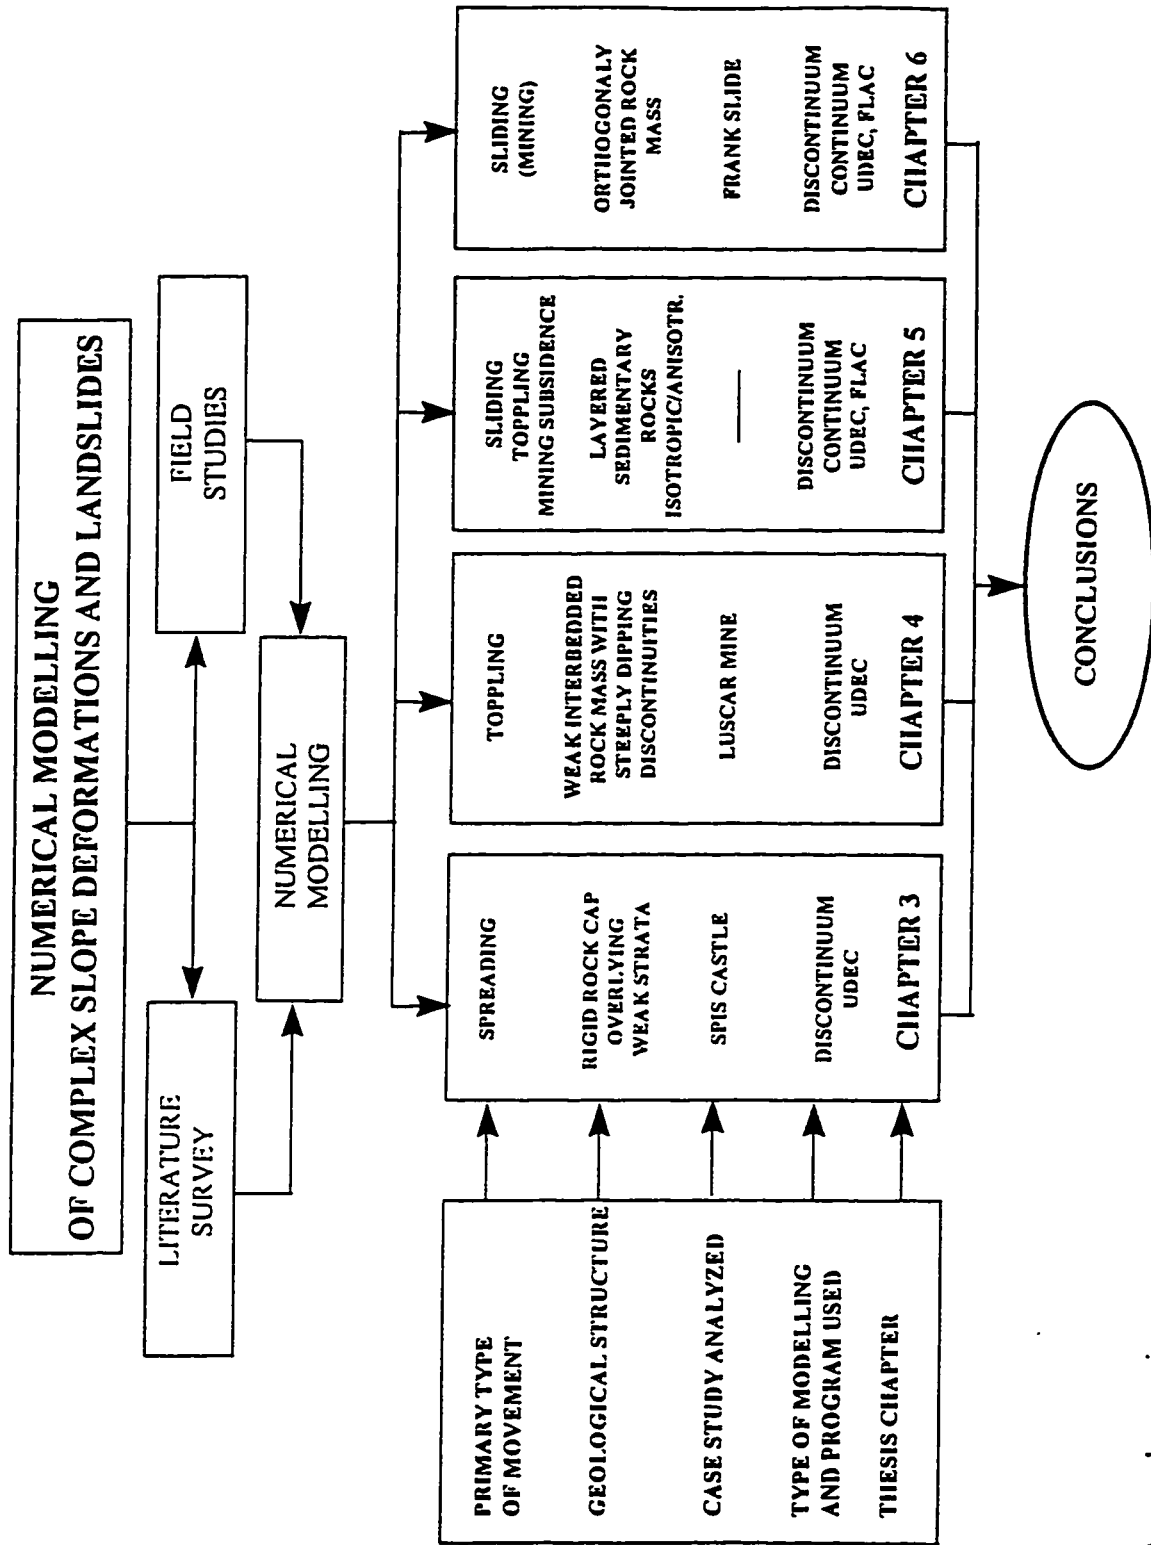 NUMERICAL MODELLING
OF COMPLEX SLOPE DEFORMATIONS AND LANDSLIDES
LITERATURE
SURVEY
FIELD
STUDIES
NUMERICAL
MODELLING
PRIMARY TYPE
OF MOVEMENT
GEOLOGICAL STRUCTURE
CASE STUDY ANALYZED
TYPE OF MODELLING
AND PROGRAM USED
THESIS CHAPTER
SPREADING
RIGID ROCK CAP
OVERLYING
WEAK STRATA
SPIS CASTLE
DISCONTINUUM
UDEC
CHAPTER 3
TOPPLING
WEAK INTERBEDDED
ROCK MASS WITH
STEEPLY DIPPING
DISCONTINUITIES
LUSCAR MINE
DISCONTINUUM
UDEC
CHAPTER 4
SLIDING
TOPPLING
MINING SUBSIDENCE
LAYERED
SEDIMENTARY
ROCKS
ISOTROPIC/ANISOTR.
DISCONTINUUM
CONTINUUM
UDEC, FLAC
CHAPTER 5
SLIDING
(MINING)
ORTHOGONALY
JOINTED ROCK
MASS
FRANK SLIDE
DISCONTINUUM
CONTINUUM
UDEC, FLAC
CHAPTER 6
CONCLUSIONS